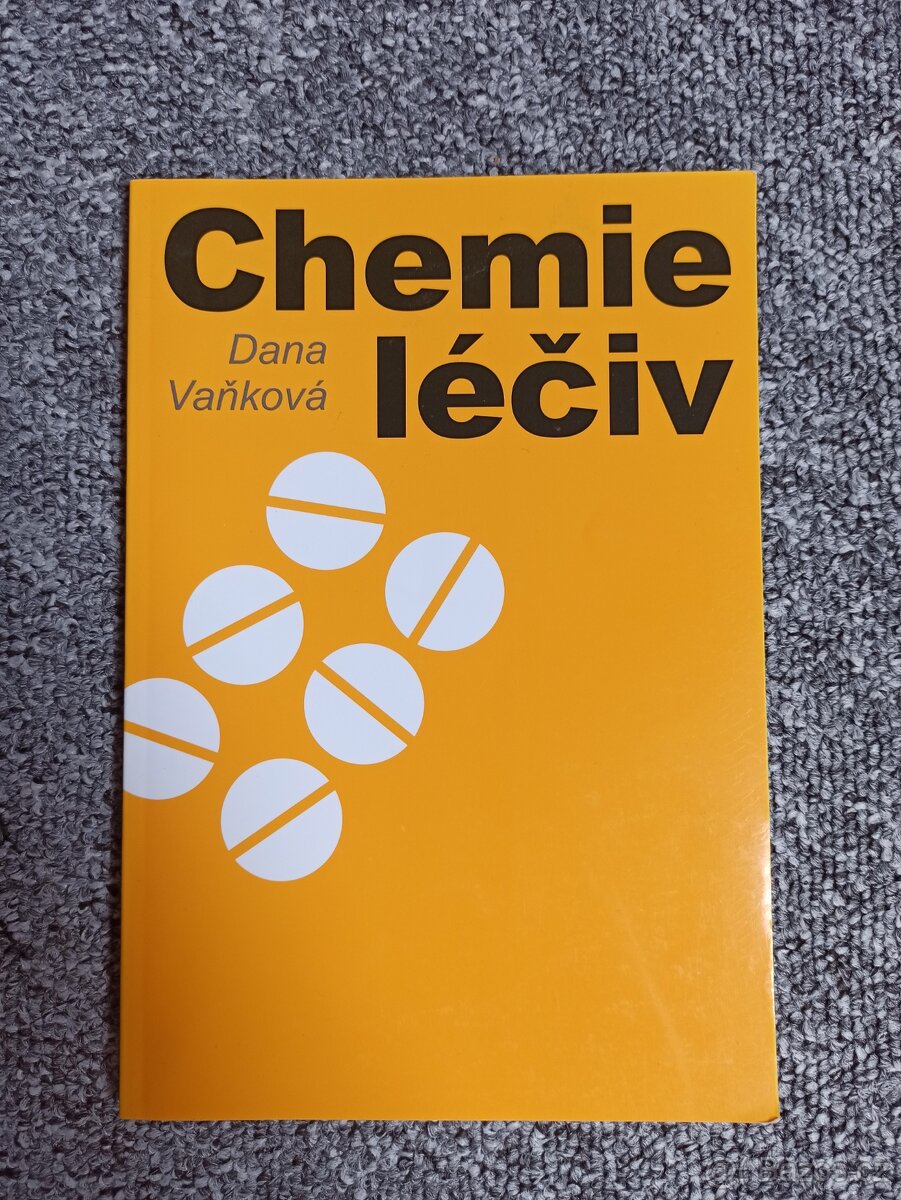 Chemie
léčiv
Dana
Vaňková